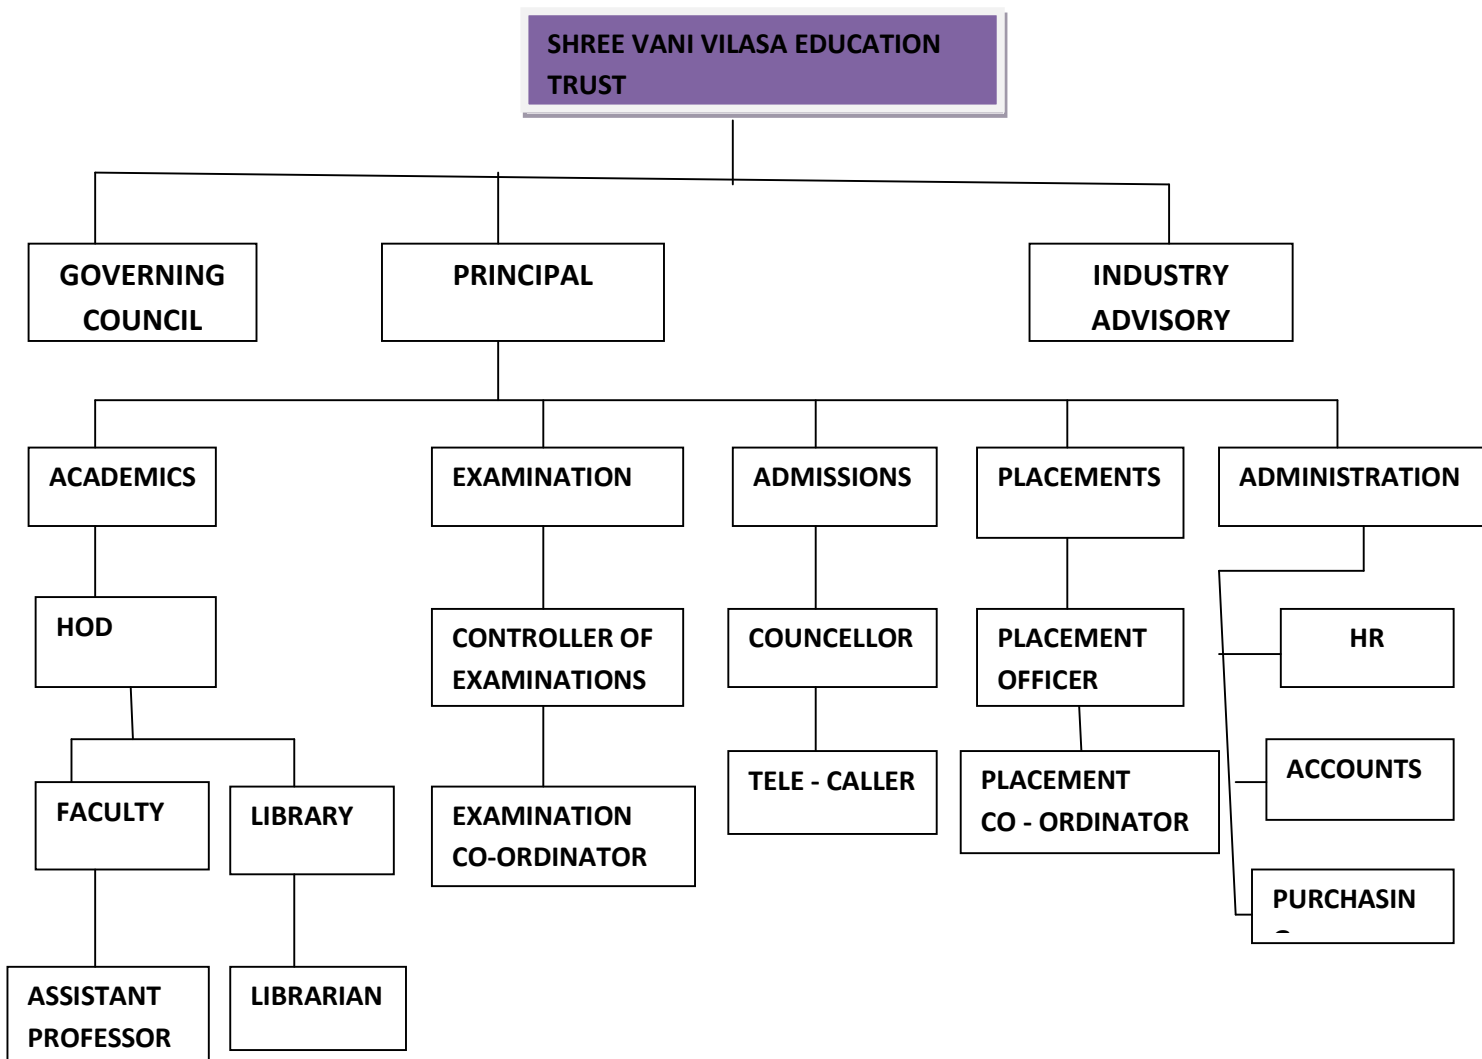 SHREE VANI VILASA EDUCATION
TRUST
GOVERNING
COUNCIL
PRINCIPAL
INDUSTRY
ADVISORY
ACADEMICS
EXAMINATION
ADMISSIONS
PLACEMENTS
ADMINISTRATION
HOD
CONTROLLER OF
EXAMINATIONS
COUNCELLOR
PLACEMENT
OFFICER
HR
FACULTY
LIBRARY
EXAMINATION
CO-ORDINATOR
TELE - CALLER
PLACEMENT
CO - ORDINATOR
ACCOUNTS
PURCHASIN
ASSISTANT
PROFESSOR
LIBRARIAN